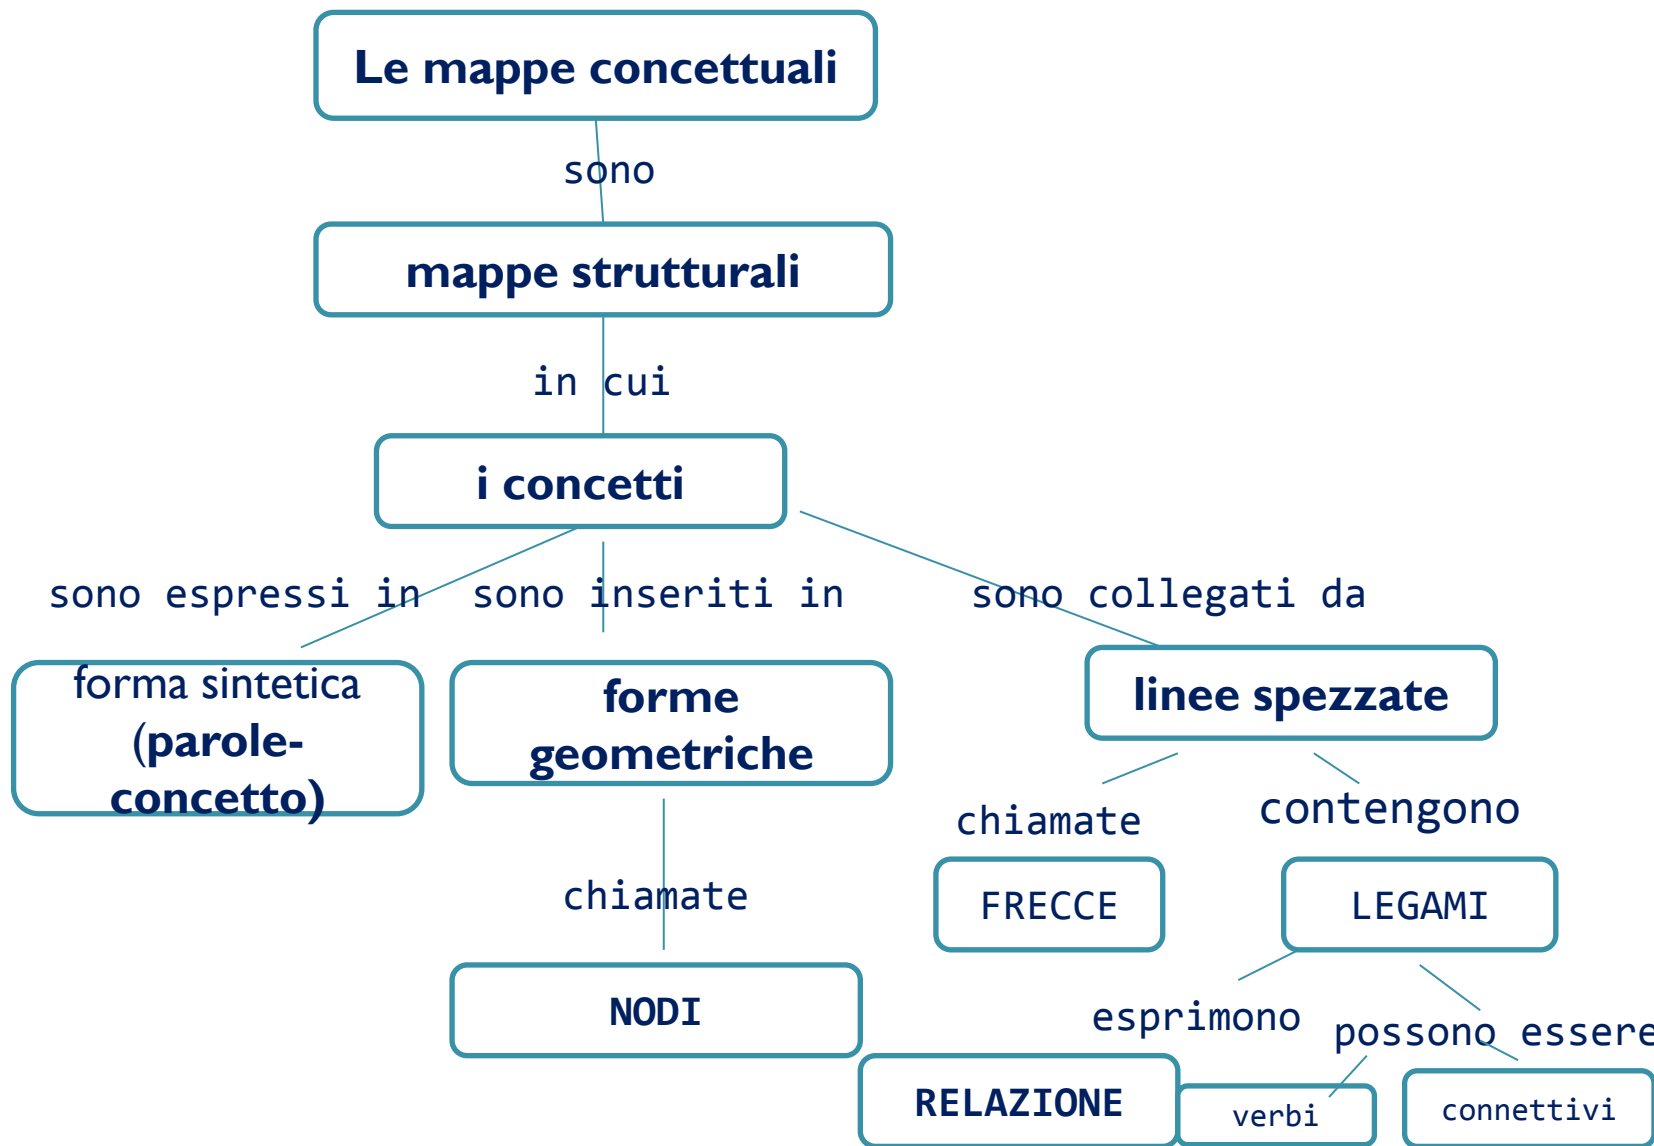 Le mappe concettuali
sono
mappe strutturali
in cui
i concetti
sono espressi in
sono inseriti in
sono collegati da
forma sintetica
(parole-
concetto)
forme
geometriche
linee spezzate
chiamate
contengono
chiamate
FRECCE
LEGAMI
NODI
esprimono
possono essere
RELAZIONE
verbi
connettivi